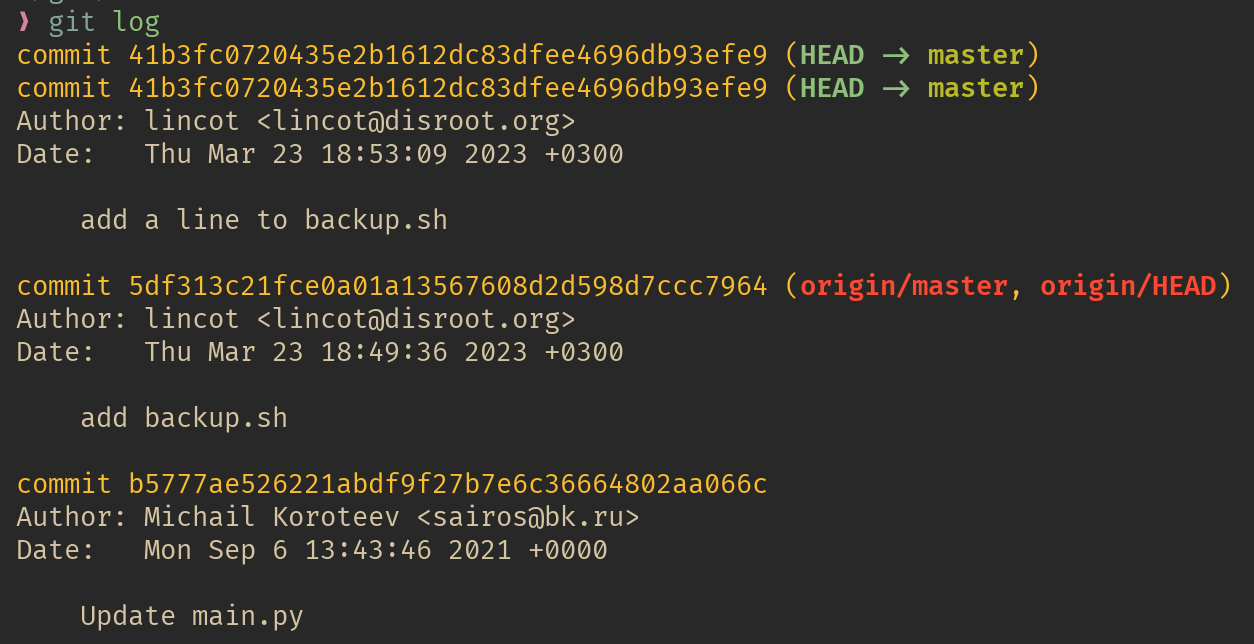 ❯ git log
commit 41b3fc0720435e2b1612dc83dfee4696db93efe9 (HEAD -> master)
commit 41b3fc0720435e2b1612dc83dfee4696db93efe9 (HEAD -> master)
Author: lincot <lincot@disroot.org>
Date:   Thu Mar 23 18:53:09 2023 +0300

    add a line to backup.sh

commit 5df313c21fce0a01a13567608d2d598d7ccc7964 (origin/master, origin/HEAD)
Author: lincot <lincot@disroot.org>
Date:   Thu Mar 23 18:49:36 2023 +0300

    add backup.sh

commit b5777ae526221abdf9f27b7e6c36664802aa066c
Author: Michail Koroteev <sairos@bk.ru>
Date:   Mon Sep 6 13:43:46 2021 +0000

    Update main.py